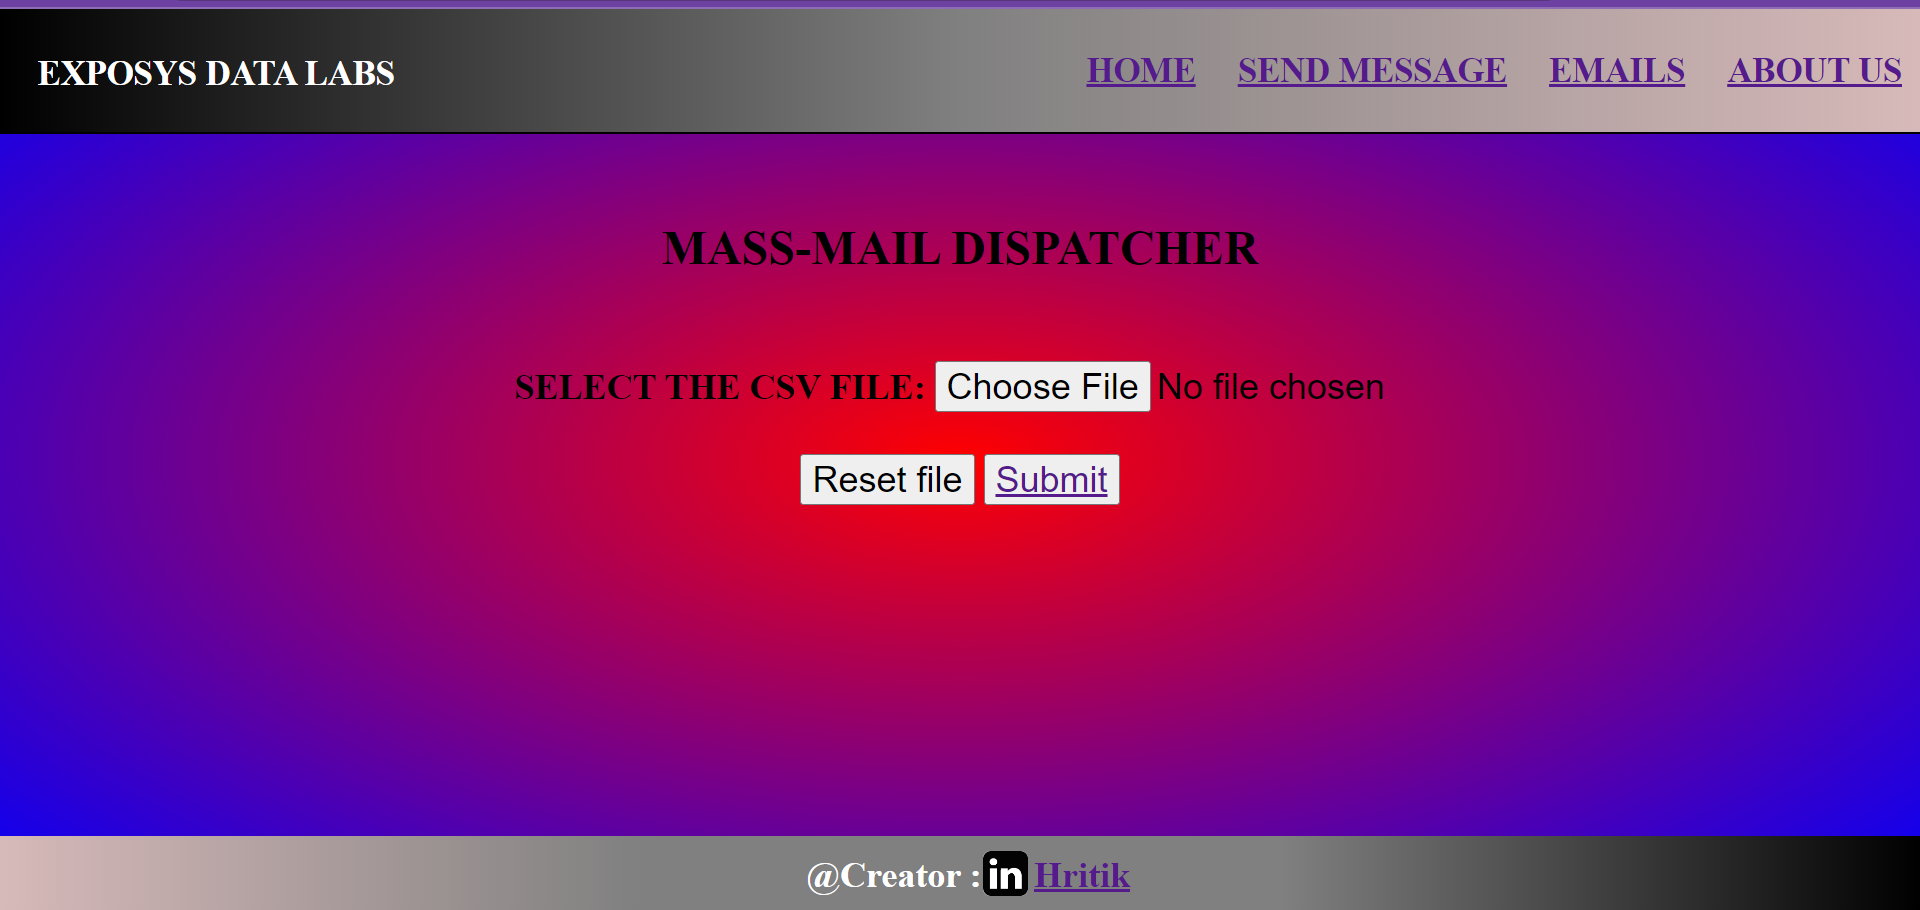 EXPOSYS DATA LABS HOME SEND MESSAGE EMAILS ABOUT US
MASS-MAIL DISPATCHER
SELECT THE CSV FILE: Choose File No file chosen
Reset file Submit
@Creator : in Hritik